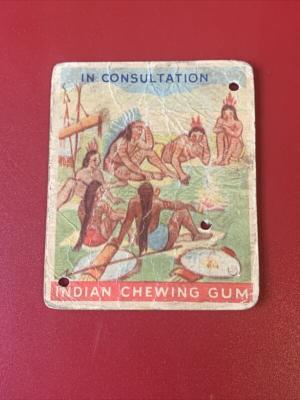 IN CONSULTATION
INDIAN CHEWING GUM